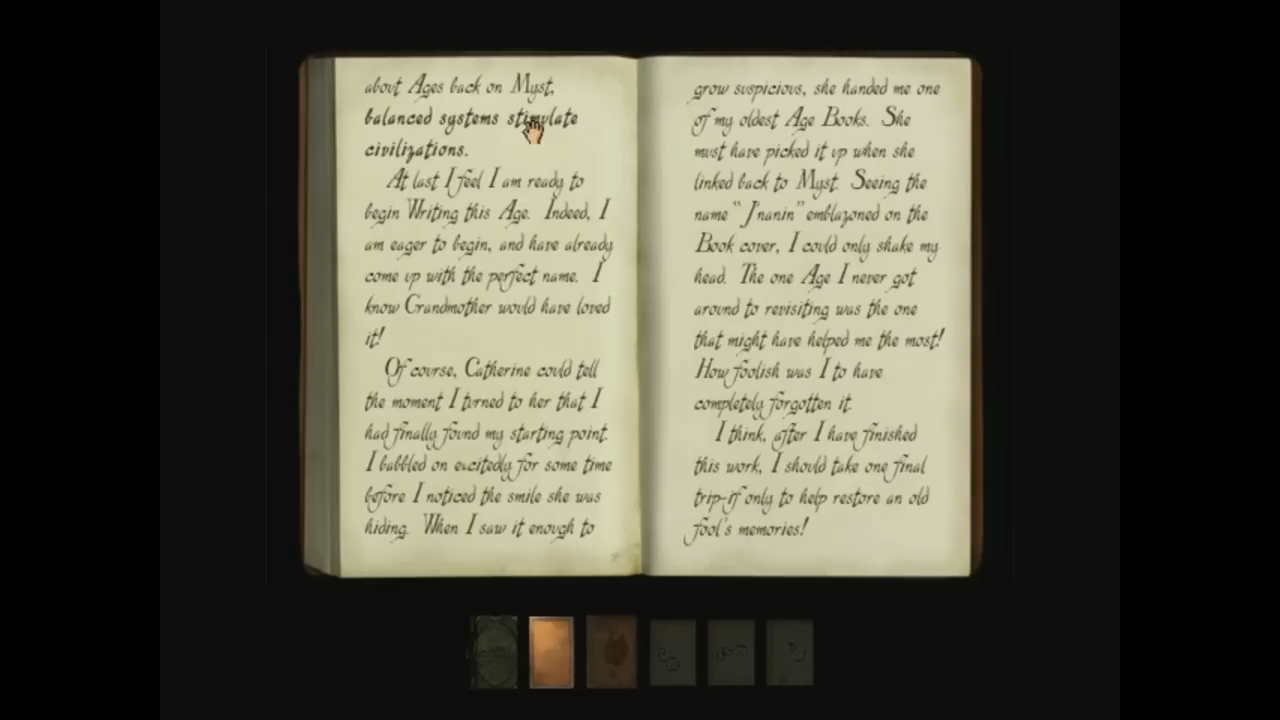 about Ages back on Myst,
balanced systems stimulate
civilizations.
At last I feel I am ready to
begin Writing this Age. Indeed, I
am eager to begin, and have already
come up with the perfect name. I
know Grandmother would have loved
it!
Of course, Catherine could tell
the moment I turned to her that I
had finally found my starting point.
I babbled on excitedly for some time
before I noticed the smile she was
hiding. When I saw it enough to
grow suspicious, she handed me one
of my oldest Age Books. She
must have picked it up when she
linked back to Myst. Seeing the
name "J'nanin" emblazoned on the
Book cover, I could only shake my
head. The one Age I never got
around to revisiting was the one
that might have helped me the most!
How foolish was I to have
completely forgotten it.
I think, after I have finished
this work, I should take one final
trip-if only to help restore an old
fool's memories!